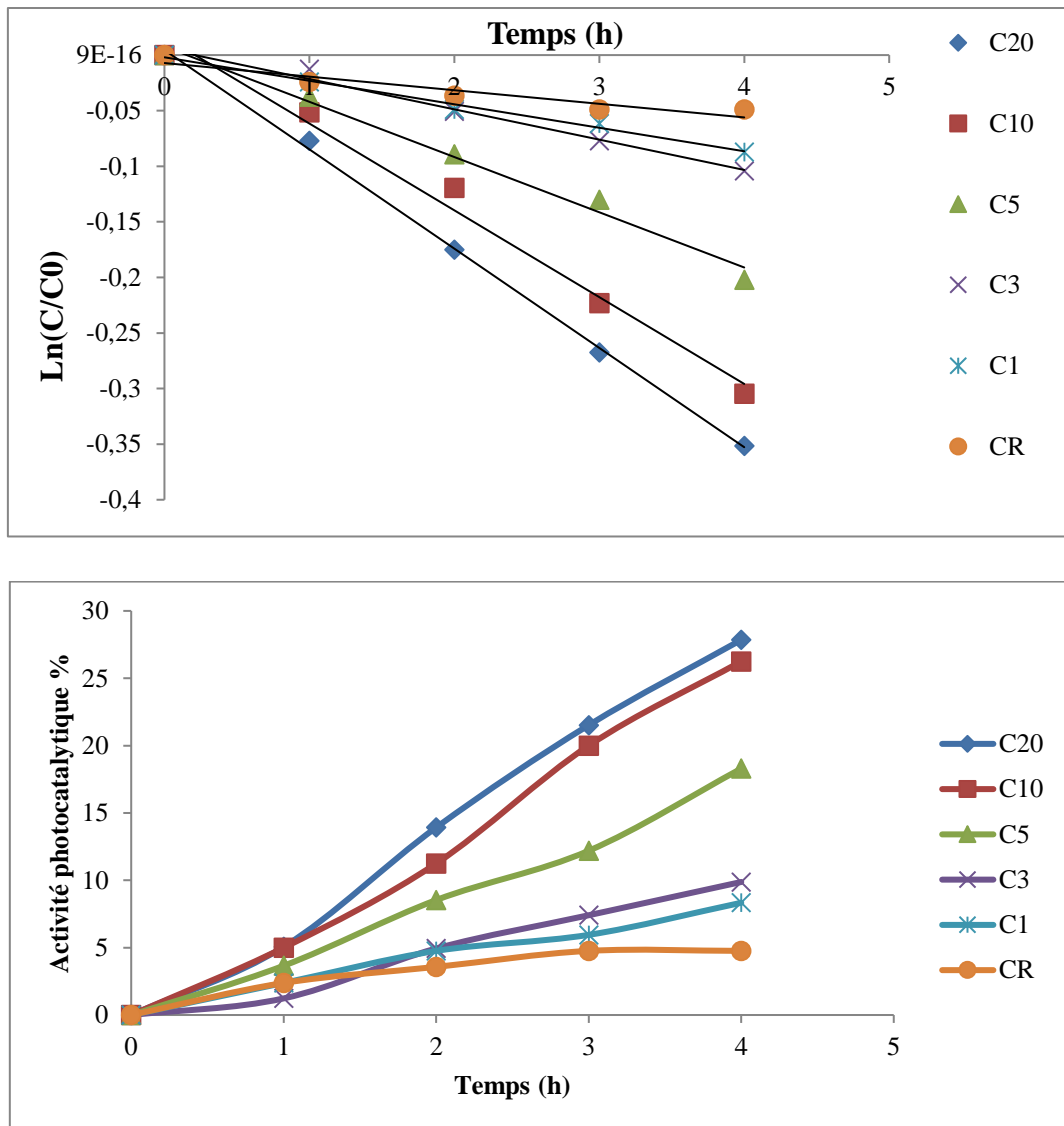 Temps (h)
9E-16
0
1
2
3
4
5
-0,05
-0,1
-0,15
-0,2
-0,25
-0,3
-0,35
-0,4
Ln(C/C0)
C20
C10
C5
C3
C1
CR
30
25
20
15
10
5
0
Activité photocatalytique %
0
1
2
3
4
5
Temps (h)
C20
C10
C5
C3
C1
CR